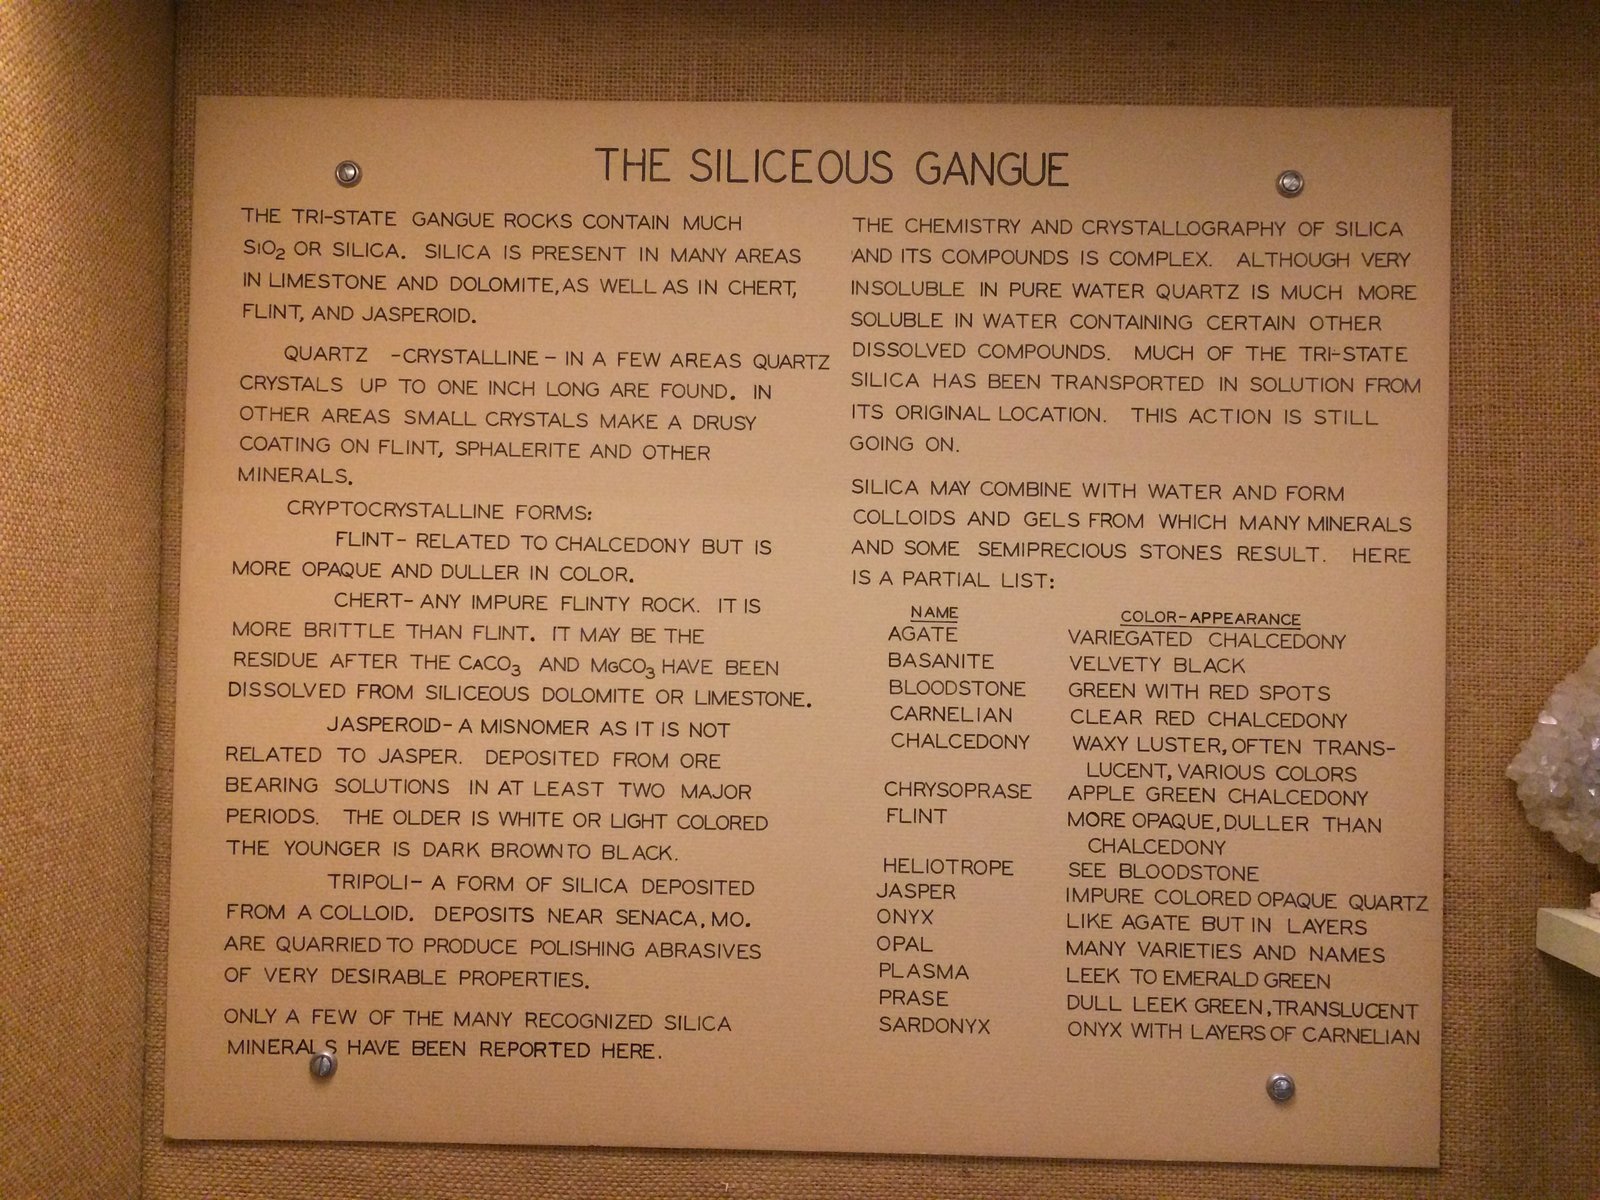 THE SILICEOUS GANGUE
THE TRI-STATE GANGUE ROCKS CONTAIN MUCH
SiO2 OR SILICA. SILICA IS PRESENT IN MANY AREAS
IN LIMESTONE AND DOLOMITE, AS WELL AS IN CHERT,
FLINT, AND JASPEROID.
QUARTZ -CRYSTALLINE- IN A FEW AREAS QUARTZ
CRYSTALS UP TO ONE INCH LONG ARE FOUND. IN
OTHER AREAS SMALL CRYSTALS MAKE A DRUSY
COATING ON FLINT, SPHALERITE AND OTHER
MINERALS.
CRYPTOCRYSTALLINE FORMS:
FLINT- RELATED TO CHALCEDONY BUT IS
MORE OPAQUE AND DULLER IN COLOR.
CHERT- ANY IMPURE FLINTY ROCK. IT IS
MORE BRITTLE THAN FLINT. IT MAY BE THE
RESIDUE AFTER THE CACO3 AND MGCO3 HAVE BEEN
DISSOLVED FROM SILICEOUS DOLOMITE OR LIMESTONE.
JASPEROID- A MISNOMER AS IT IS NOT
RELATED TO JASPER. DEPOSITED FROM ORE
BEARING SOLUTIONS IN AT LEAST TWO MAJOR
PERIODS. THE OLDER IS WHITE OR LIGHT COLORED
THE YOUNGER IS DARK BROWN TO BLACK.
TRIPOLI- A FORM OF SILICA DEPOSITED
FROM A COLLOID. DEPOSITS NEAR SENACA, MO.
ARE QUARRIED TO PRODUCE POLISHING ABRASIVES
OF VERY DESIRABLE PROPERTIES.
ONLY A FEW OF THE MANY RECOGNIZED SILICA
MINERALS HAVE BEEN REPORTED HERE.
THE CHEMISTRY AND CRYSTALLOGRAPHY OF SILICA
AND ITS COMPOUNDS IS COMPLEX. ALTHOUGH VERY
INSOLUBLE IN PURE WATER QUARTZ IS MUCH MORE
SOLUBLE IN WATER CONTAINING CERTAIN OTHER
DISSOLVED COMPOUNDS. MUCH OF THE TRI-STATE
SILICA HAS BEEN TRANSPORTED IN SOLUTION FROM
ITS ORIGINAL LOCATION. THIS ACTION IS STILL
GOING ON.
SILICA MAY COMBINE WITH WATER AND FORM
COLLOIDS AND GELS FROM WHICH MANY MINERALS
AND SOME SEMIPRECIOUS STONES RESULT. HERE
IS A PARTIAL LIST:
NAME COLOR-APPEARANCE
AGATE VARIEGATED CHALCEDONY
BASANITE VELVETY BLACK
BLOODSTONE GREEN WITH RED SPOTS
CARNELIAN CLEAR RED CHALCEDONY
CHALCEDONY WAXY LUSTER, OFTEN TRANS-
LUCENT, VARIOUS COLORS
CHRYSOPRASE APPLE GREEN CHALCEDONY
FLINT MORE OPAQUE, DULLER THAN
CHALCEDONY
HELIOTROPE SEE BLOODSTONE
JASPER IMPURE COLORED OPAQUE QUARTZ
ONYX LIKE AGATE BUT IN LAYERS
OPAL MANY VARIETIES AND NAMES
PLASMA LEEK TO EMERALD GREEN
PRASE DULL LEEK GREEN, TRANSLUCENT
SARDONYX ONYX WITH LAYERS OF CARNELIAN